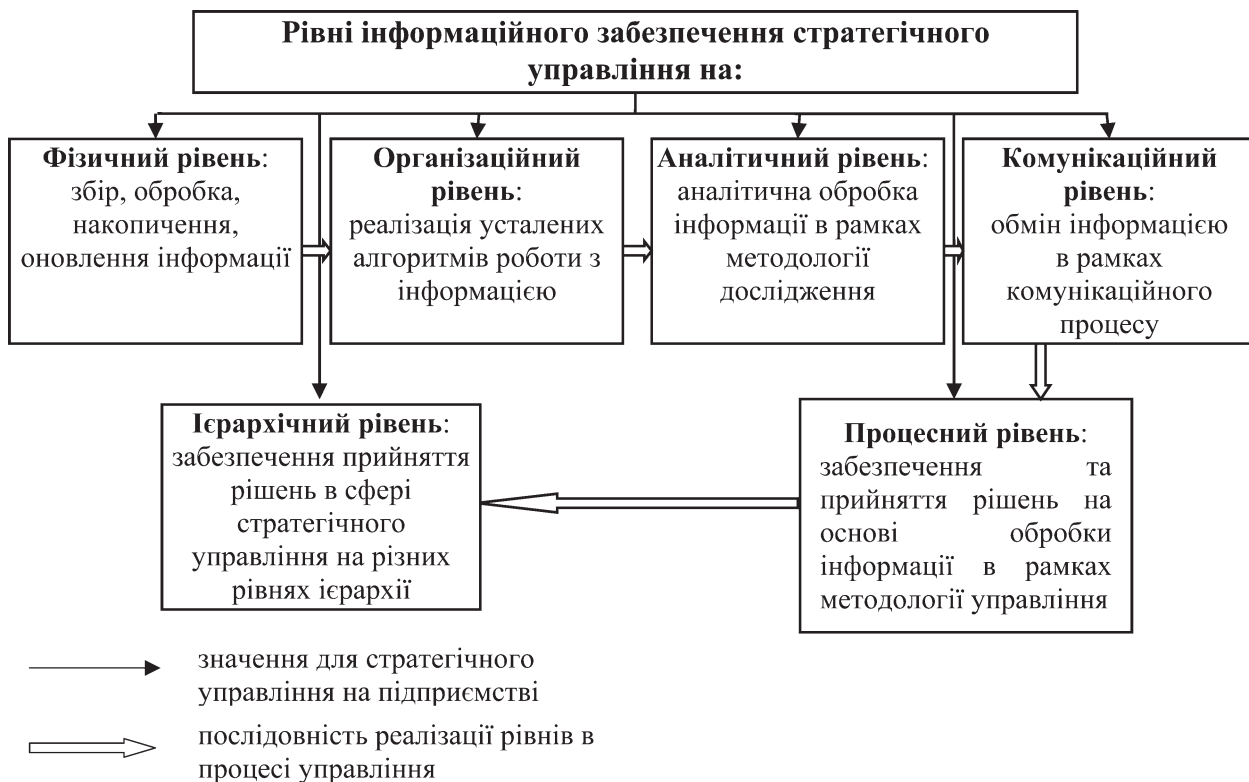 Рівні інформаційного забезпечення стратегічного
управління на:
Фізичний рівень:
збір, обробка,
накопичення,
оновлення інформації
Організаційний
рівень:
реалізація усталених
алгоритмів роботи з
інформацією
Аналітичний рівень:
аналітична обробка
інформації в рамках
методології
дослідження
Комунікаційний
рівень:
обмін інформацією
в рамках
комунікаційного
процесу
Ієрархічний рівень:
забезпечення прийняття
рішень в сфері
стратегічного
управління на різних
рівнях ієрархії
Процесний рівень:
забезпечення та
прийняття рішень на
основі обробки
інформації в рамках
методології управління
значення для стратегічного
управління на підприємстві
послідовність реалізації рівнів в
процесі управління